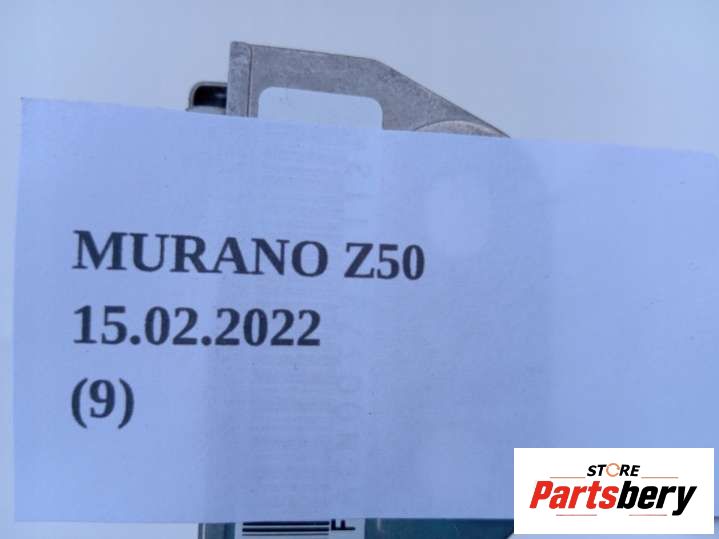 MURANO Z50
15.02.2022
(9)
STORE
Partsbery